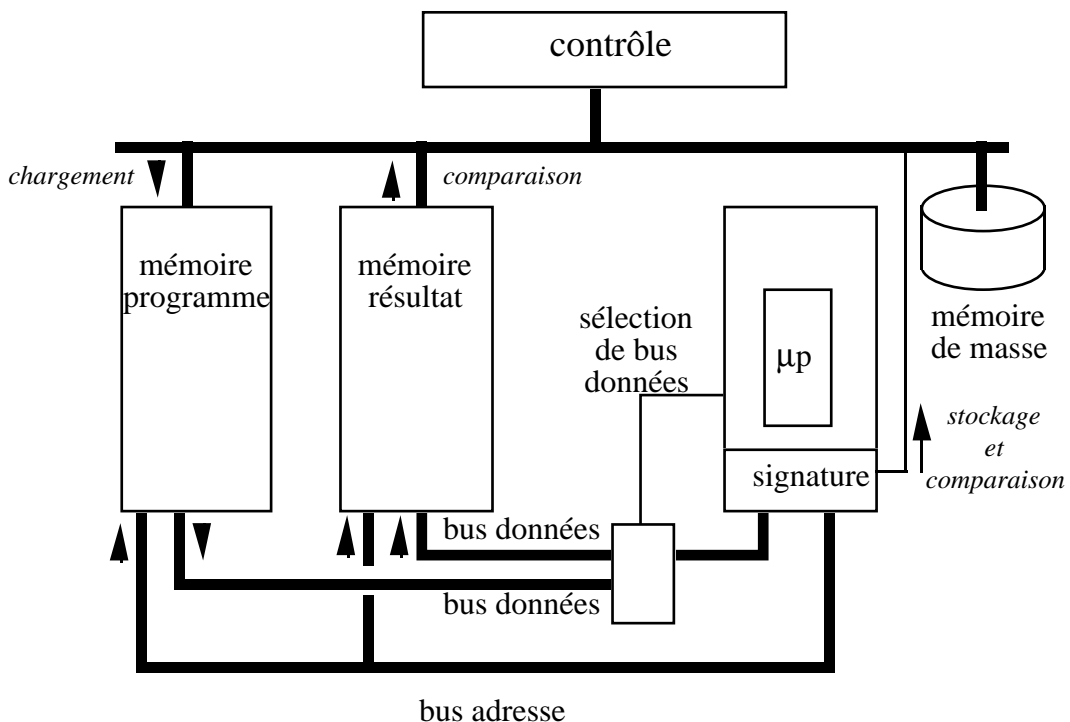 contrôle
chargement
comparaison
mémoire
programme
mémoire
résultat
sélection
de bus
données
μp
mémoire
de masse
signature
stockage
et
comparaison
bus données
bus données
bus adresse